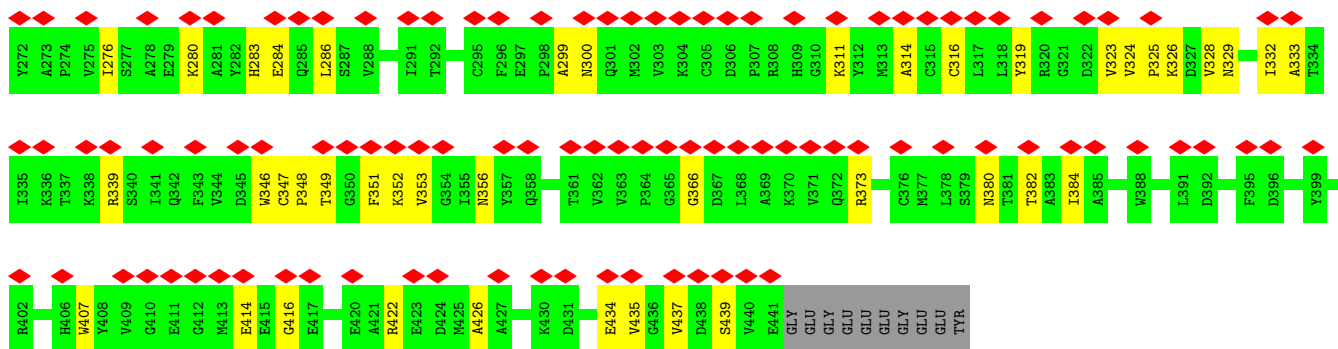 Y272 A273 P274 V275 I276 S277 A278 E279 K280 A281 Y282 H283 E284 Q285 L286 S287 V288 I291 T292 C295 F296 E297 P298 A299 N300 Q301 M302 V303 K304 C305 D306 P307 R308 H309 G310 K311 Y312 M313 A314 C315 C316 L317 L318 Y319 R320 G321 D322 V323 V324 P325 K326 D327 V328 N329 I332 A333 T334
I335 K336 T337 K338 R339 S340 I341 Q342 F343 V344 D345 W346 C347 P348 T349 G350 F351 K352 V353 G354 I355 N356 Y357 Q358 T361 V362 V363 P364 G365 G366 D367 L368 A369 K370 V371 Q372 R373 C376 M377 L378 S379 N380 T381 T382 A383 I384 A385 W388 L391 D392 F395 D396 Y399
R402 H406 W407 Y408 V409 G410 E411 G412 M413 E414 E415 G416 E417 E420 A421 R422 E423 D424 M425 A426 A427 K430 D431 E434 V435 G436 V437 D438 S439 V440 E441 GLY GLU GLY GLU GLU GLU GLY GLU GLU TYR